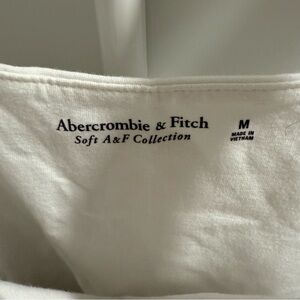 Abercrombie & Fitch
Soft A&F Collection
M
MADE IN
VIETNAM